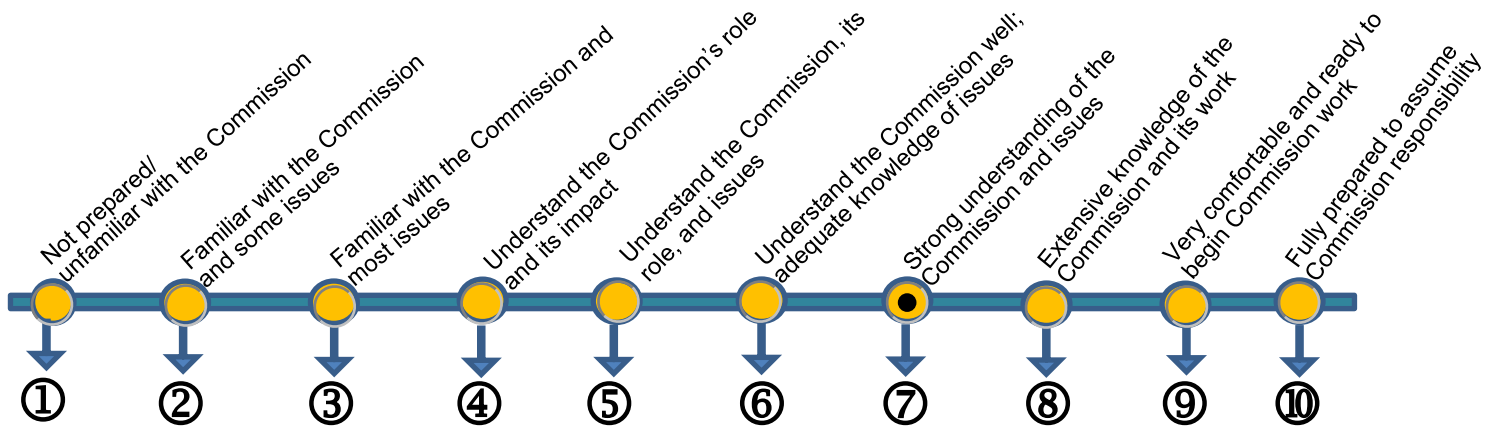 Not prepared/
unfamiliar with the Commission
Familiar with the Commission
and some issues
Familiar with the Commission and
most issues
Understand the Commission's role
and its impact
Understand the Commission, its
role, and issues
Understand the Commission well;
adequate knowledge of issues
Strong understanding of the
Commission and issues
Extensive knowledge of the
Commission and its work
Very comfortable and ready to
begin Commission work
Fully prepared to assume
Commission responsibility
① ② ③ ④ ⑤ ⑥ ⑦ ⑧ ⑨ ⑩